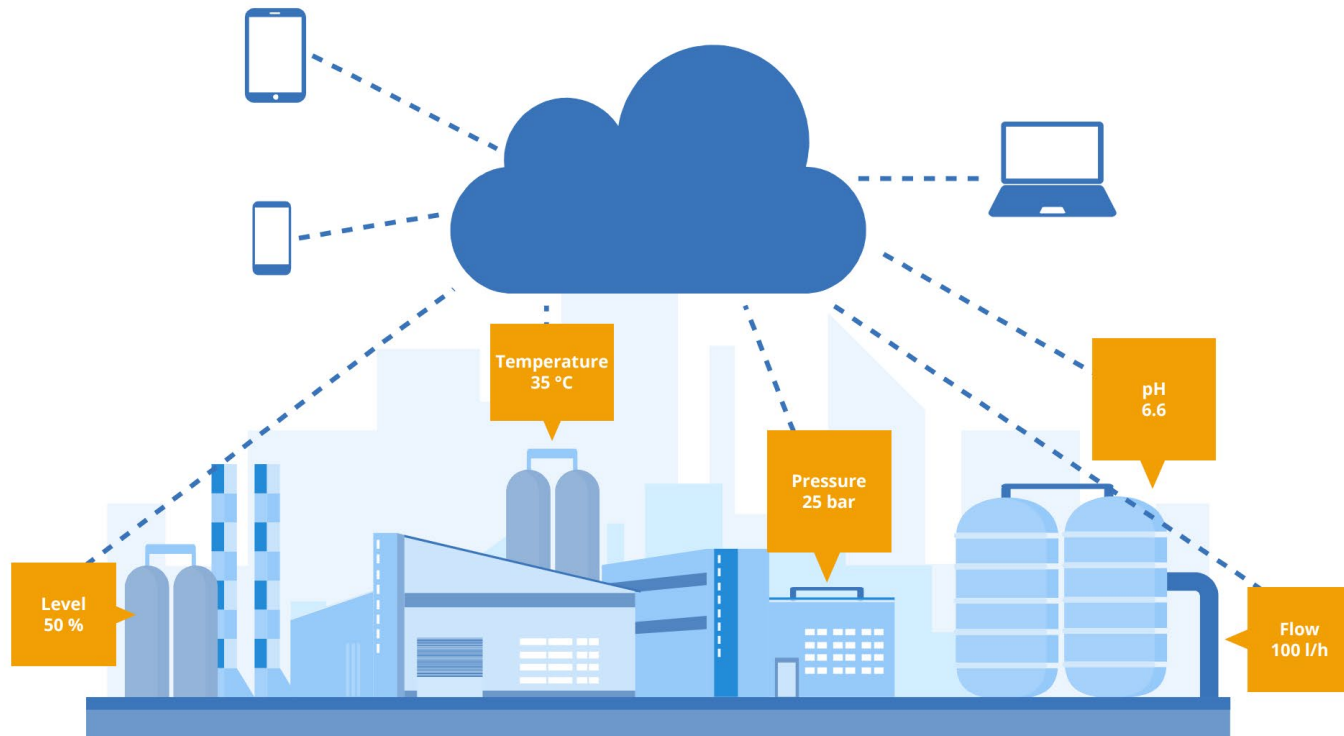 Temperature
35 °C
pH
6.6
Pressure
25 bar
Level
50 %
Flow
100 l/h